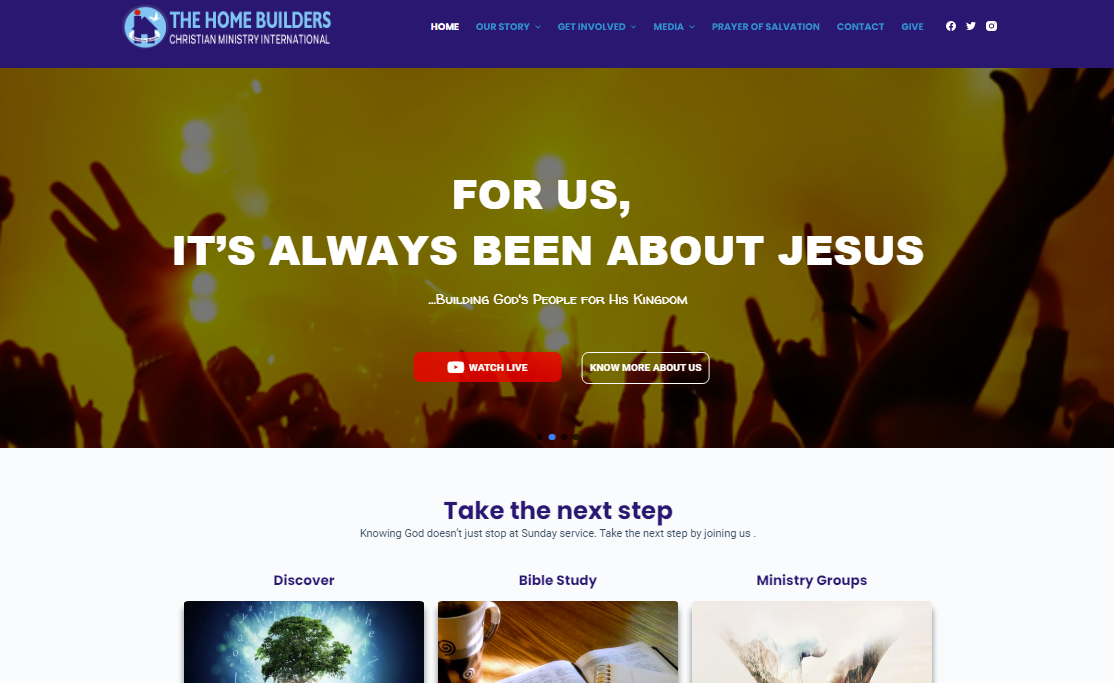 THE HOME BUILDERS
CHRISTIAN MINISTRY INTERNATIONAL
HOME OUR STORY GET INVOLVED MEDIA PRAYER OF SALVATION CONTACT GIVE
FOR US,
IT’S ALWAYS BEEN ABOUT JESUS
...Building God's People for His Kingdom
WATCH LIVE KNOW MORE ABOUT US
Take the next step
Knowing God doesn’t just stop at Sunday service. Take the next step by joining us .
Discover Bible Study Ministry Groups